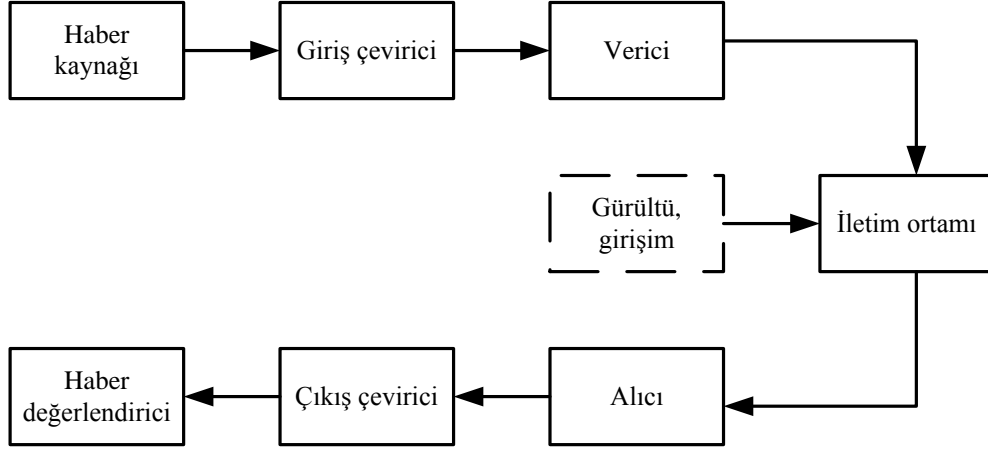 Haber
kaynağı
Giriş çevirici
Verici
Gürültü,
girişim
İletim ortamı
Haber
değerlendirici
Çıkış çevirici
Alıcı